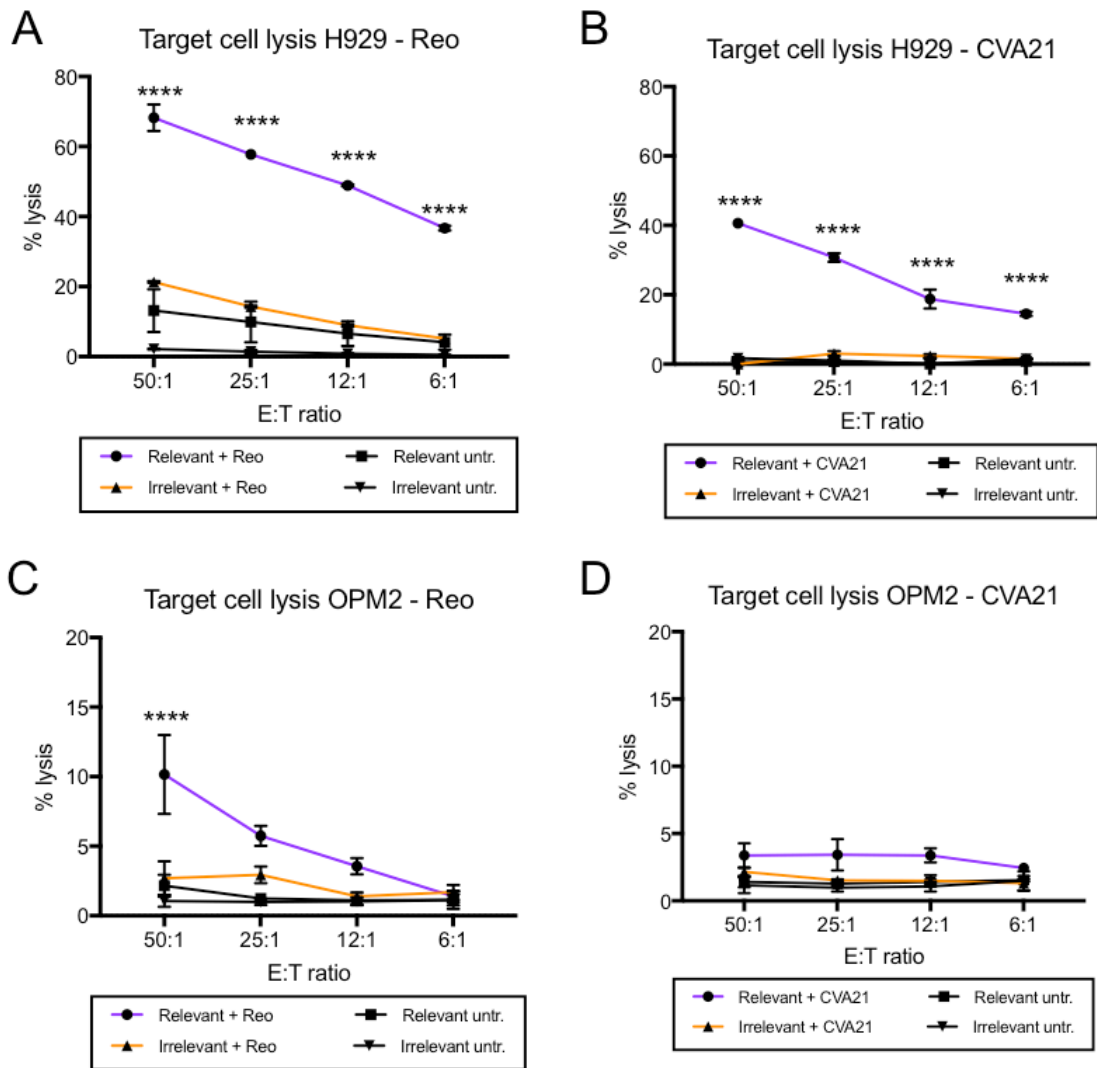 A
Target cell lysis H929 - Reo
80
60
40
20
0
% lysis
****
****
****
****
50:1
25:1
12:1
6:1
E:T ratio
Relevant + Reo
Relevant untr.
Irrelevant + Reo
Irrelevant untr.
B
Target cell lysis H929 - CVA21
80
60
40
20
0
% lysis
****
****
****
****
50:1
25:1
12:1
6:1
E:T ratio
Relevant + CVA21
Relevant untr.
Irrelevant + CVA21
Irrelevant untr.
C
Target cell lysis OPM2 - Reo
20
15
10
5
0
% lysis
****
50:1
25:1
12:1
6:1
E:T ratio
Relevant + Reo
Relevant untr.
Irrelevant + Reo
Irrelevant untr.
D
Target cell lysis OPM2 - CVA21
20
15
10
5
0
% lysis
50:1
25:1
12:1
6:1
E:T ratio
Relevant + CVA21
Relevant untr.
Irrelevant + CVA21
Irrelevant untr.